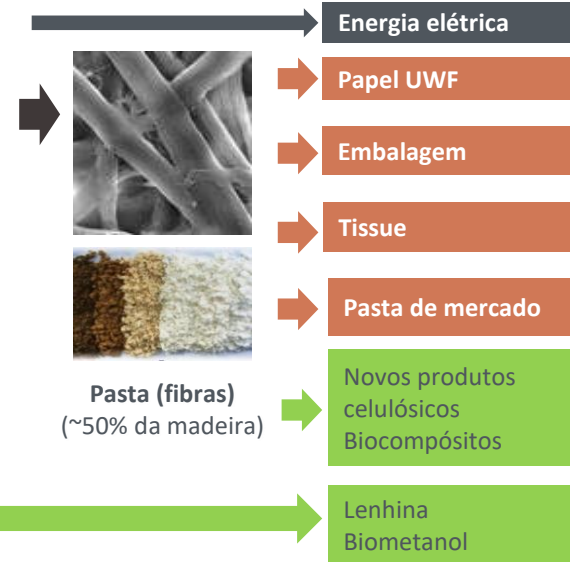 Energia elétrica
Papel UWF
Embalagem
Tissue
Pasta de mercado
Pasta (fibras)
(~50% da madeira)
Novos produtos
celulósicos
Biocompósitos
Lenhina
Biometanol